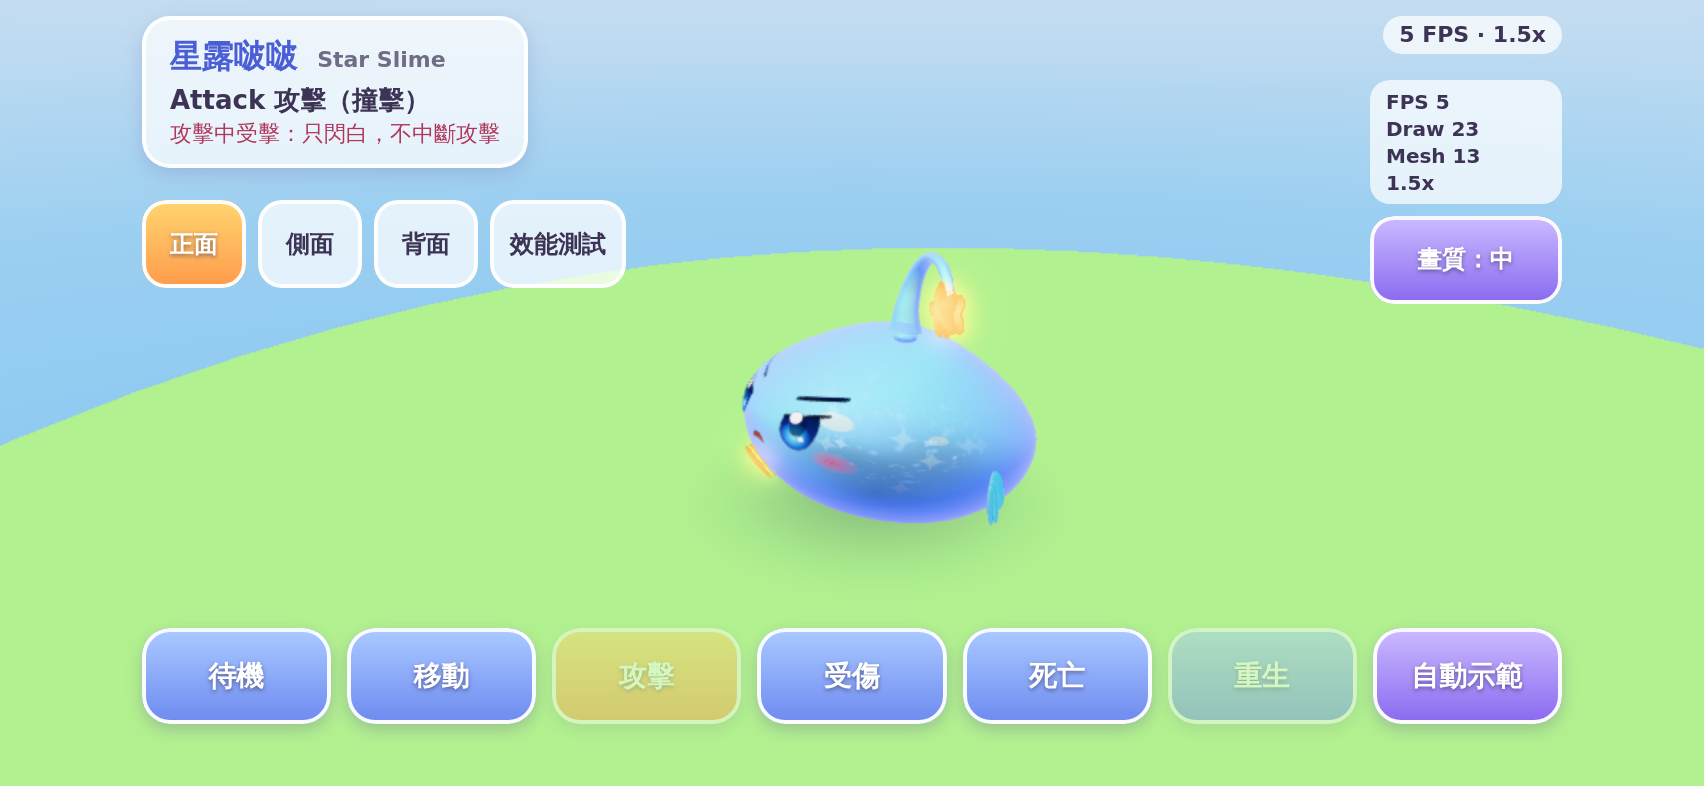 星露啵啵 Star Slime
Attack 攻擊（撞擊）
攻擊中受擊：只閃白，不中斷攻擊
5 FPS · 1.5x
FPS 5
Draw 23
Mesh 13
1.5x
正面
側面
背面
效能測試
畫質：中
待機
移動
攻擊
受傷
死亡
重生
自動示範